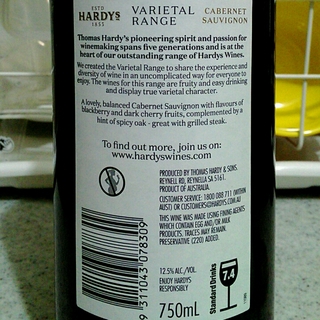 ESTD
HARDYS
1853
VARIETAL
RANGE
CABERNET
SAUVIGNON
Thomas Hardy's pioneering spirit and passion for
winemaking spans five generations and is at the
heart of our outstanding range of Hardys Wines.
We created the Varietal Range to share the experience and
diversity of wine in an uncomplicated way for everyone to
enjoy. The wines for this range are fruity and easy drinking
and display true varietal character.
A lovely, balanced Cabernet Sauvignon with flavours of
blackberry and dark cherry fruits, complemented by a
hint of spicy oak - great with grilled steak.
To find out more, join us on:
www.hardyswines.com
PRODUCED BY THOMAS HARDY & SONS.
REYNELL RD, REYNELLA SA 5161.
PRODUCT OF AUSTRALIA.
CUSTOMER SERVICE: 1800 088 711 (WITHIN
AUST) OR CUSTOMERS@HARDYS.COM.AU
THIS WINE WAS MADE USING FINING AGENTS
WHICH CONTAIN EGG AND/OR MILK
PRODUCTS. TRACES MAY REMAIN.
PRESERVATIVE (220) ADDED.
9 311043 078309
12.5% ALC./VOL.
ENJOY HARDYS
RESPONSIBLY
750ml
Standard Drinks
7.4